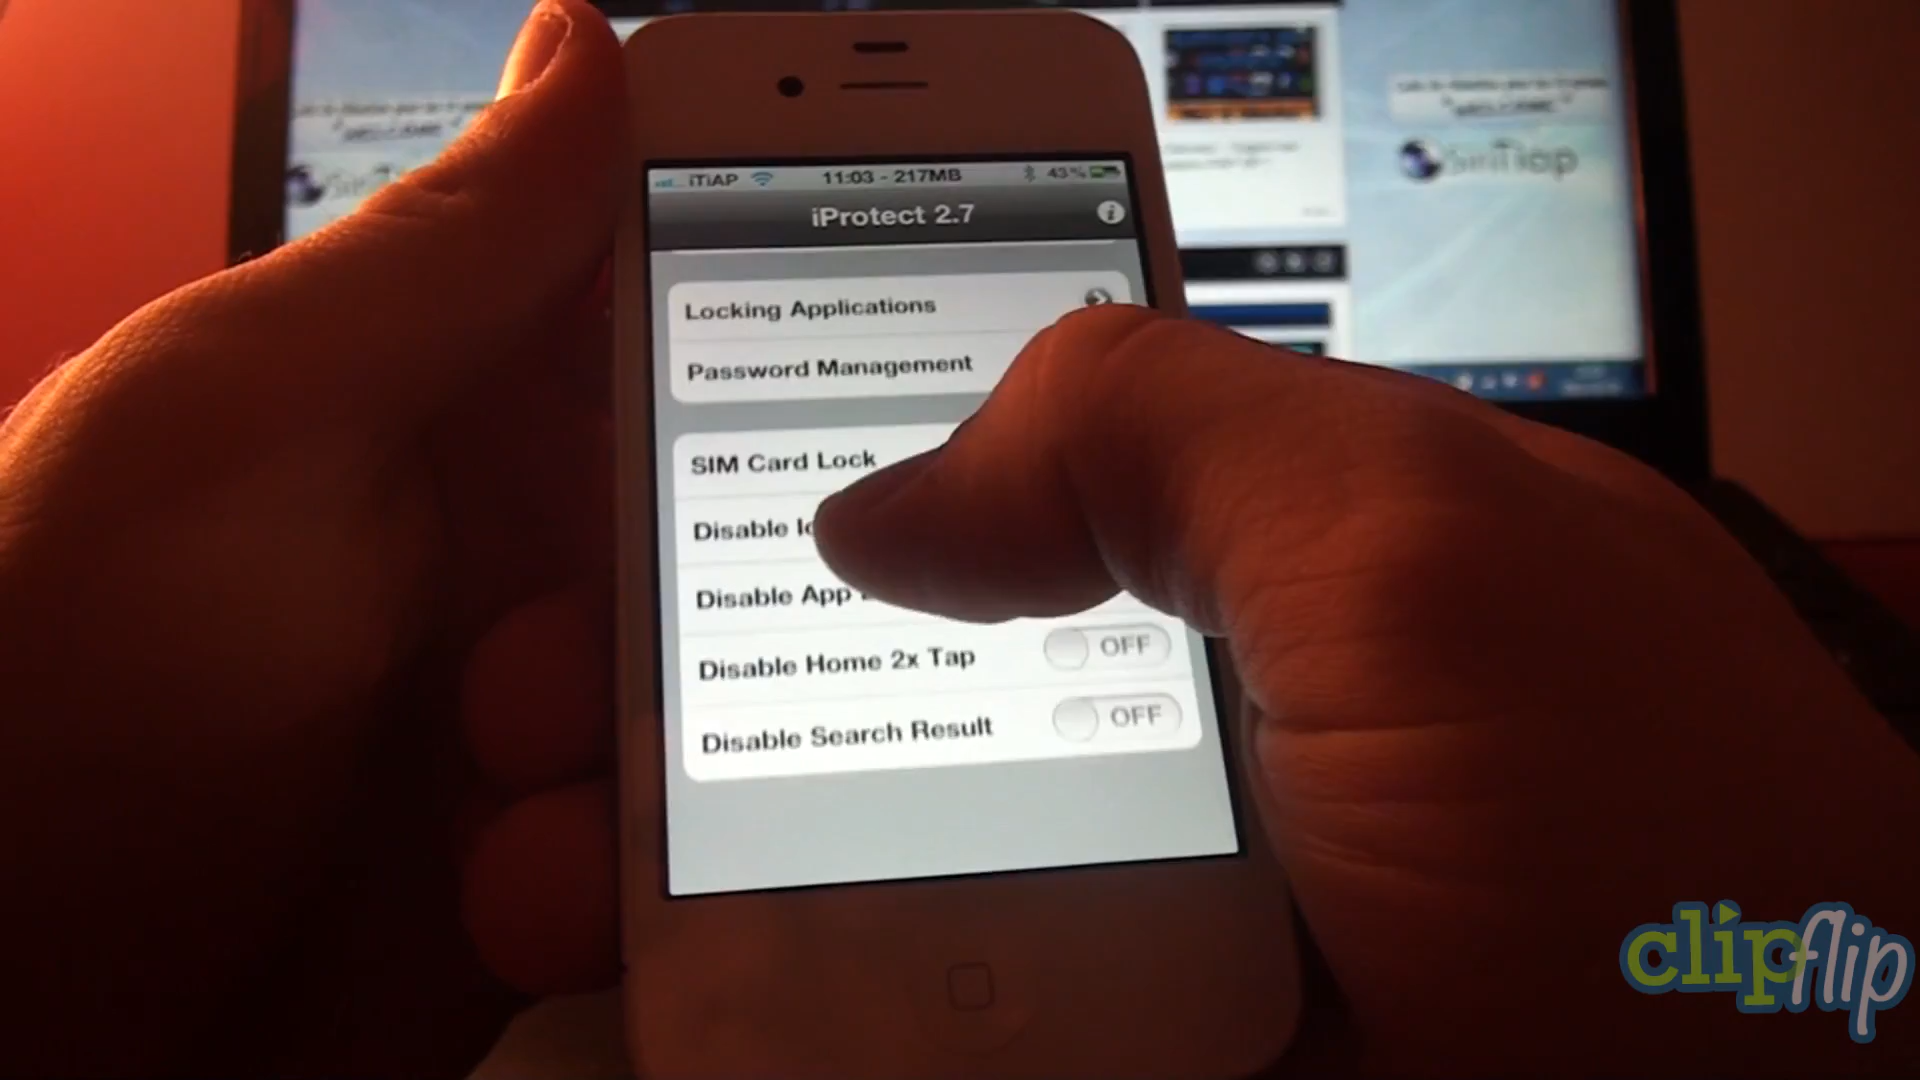 iTiAP 11:03 - 217MB 43%
iProtect 2.7
Locking Applications
Password Management
SIM Card Lock
Disable
Disable App
Disable Home 2x Tap OFF
Disable Search Result OFF
SiriTiap
clipflip